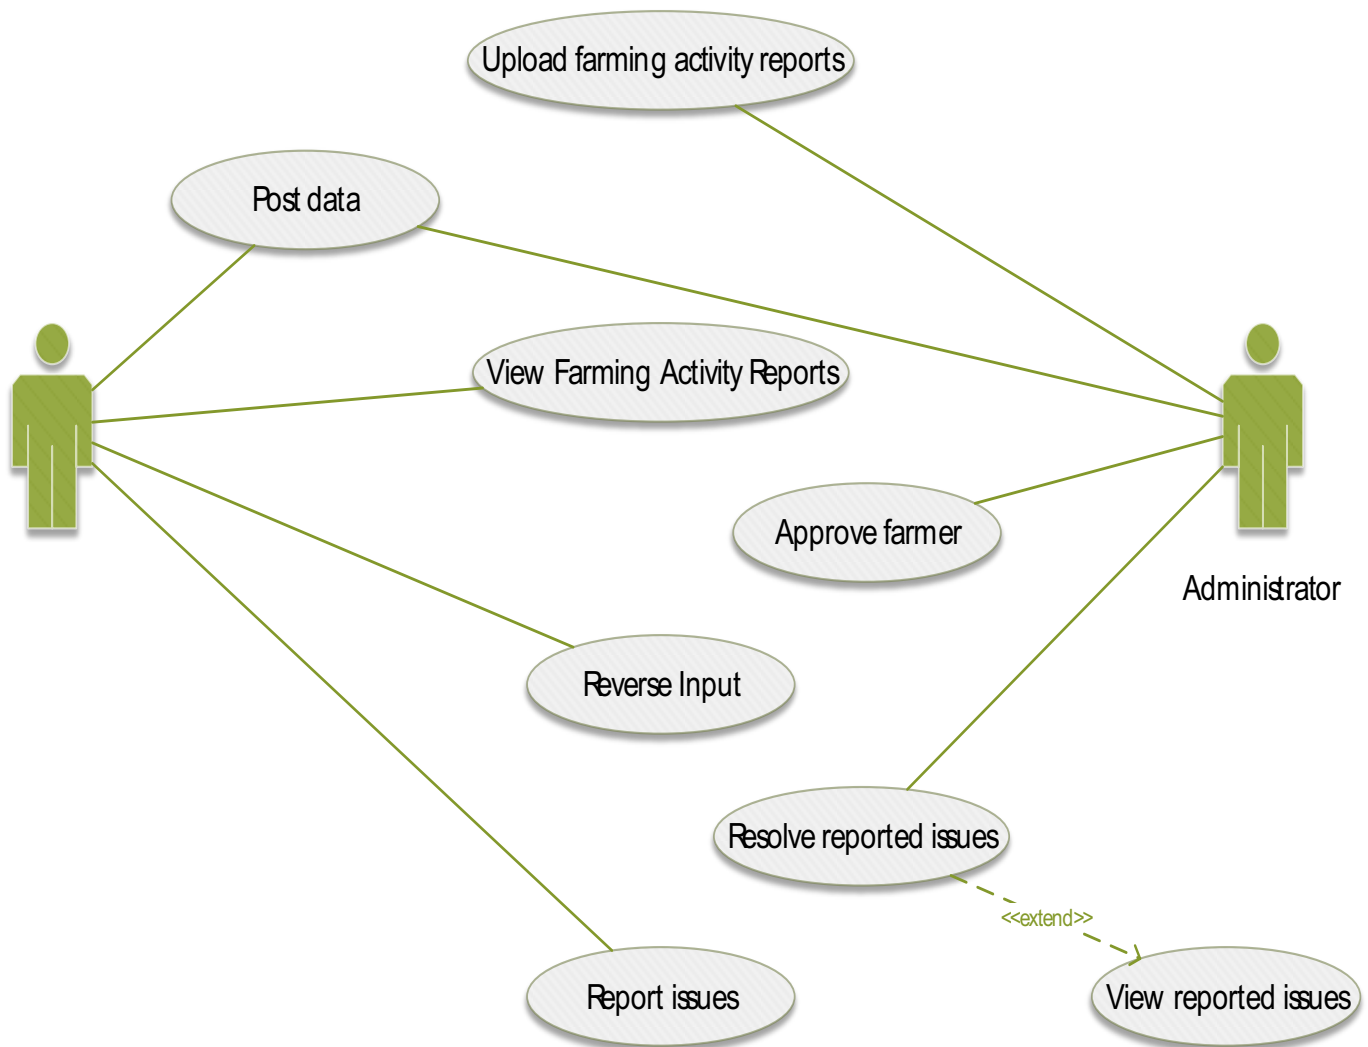 Upload farming activity reports
Post data
View Farming Activity Reports
Approve farmer
Administrator
Reverse Input
Resolve reported issues
<<extend>>
Report issues
View reported issues